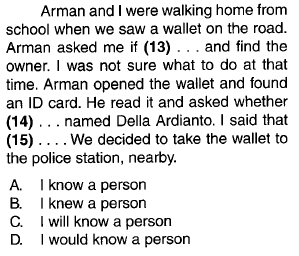 Arman and I were walking home from
school when we saw a wallet on the road.
Arman asked me if (13) . . . and find the
owner. I was not sure what to do at that
time. Arman opened the wallet and found
an ID card. He read it and asked whether
(14) . . . named Della Ardianto. I said that
(15) . . . . We decided to take the wallet to
the police station, nearby.
A. I know a person
B. I knew a person
C. I will know a person
D. I would know a person